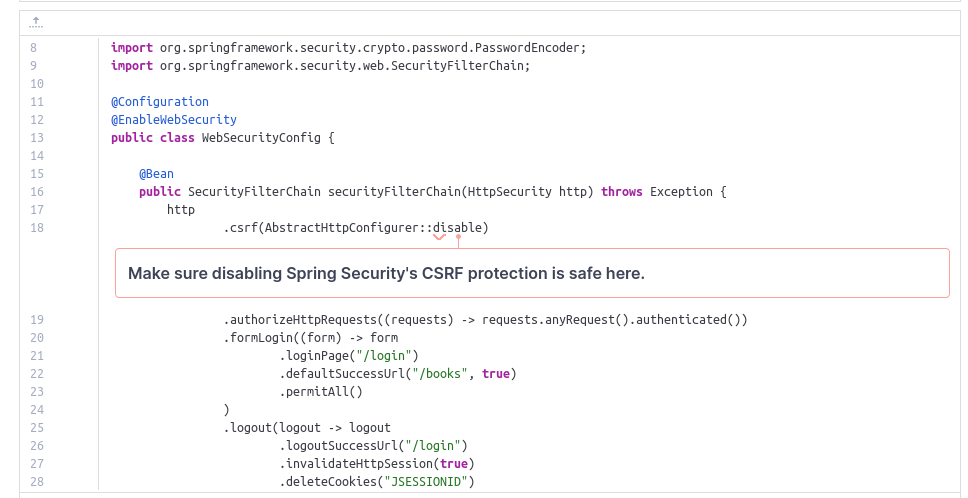 8 import org.springframework.security.crypto.password.PasswordEncoder;
9 import org.springframework.security.web.SecurityFilterChain;
10
11 @Configuration
12 @EnableWebSecurity
13 public class WebSecurityConfig {
14
15     @Bean
16     public SecurityFilterChain securityFilterChain(HttpSecurity http) throws Exception {
17         http
18                 .csrf(AbstractHttpConfigurer::disable)
Make sure disabling Spring Security's CSRF protection is safe here.
19                 .authorizeHttpRequests((requests) -> requests.anyRequest().authenticated())
20                 .formLogin((form) -> form
21                         .loginPage("/login")
22                         .defaultSuccessUrl("/books", true)
23                         .permitAll()
24                 )
25                 .logout(logout -> logout
26                         .logoutSuccessUrl("/login")
27                         .invalidateHttpSession(true)
28                         .deleteCookies("JSESSIONID")